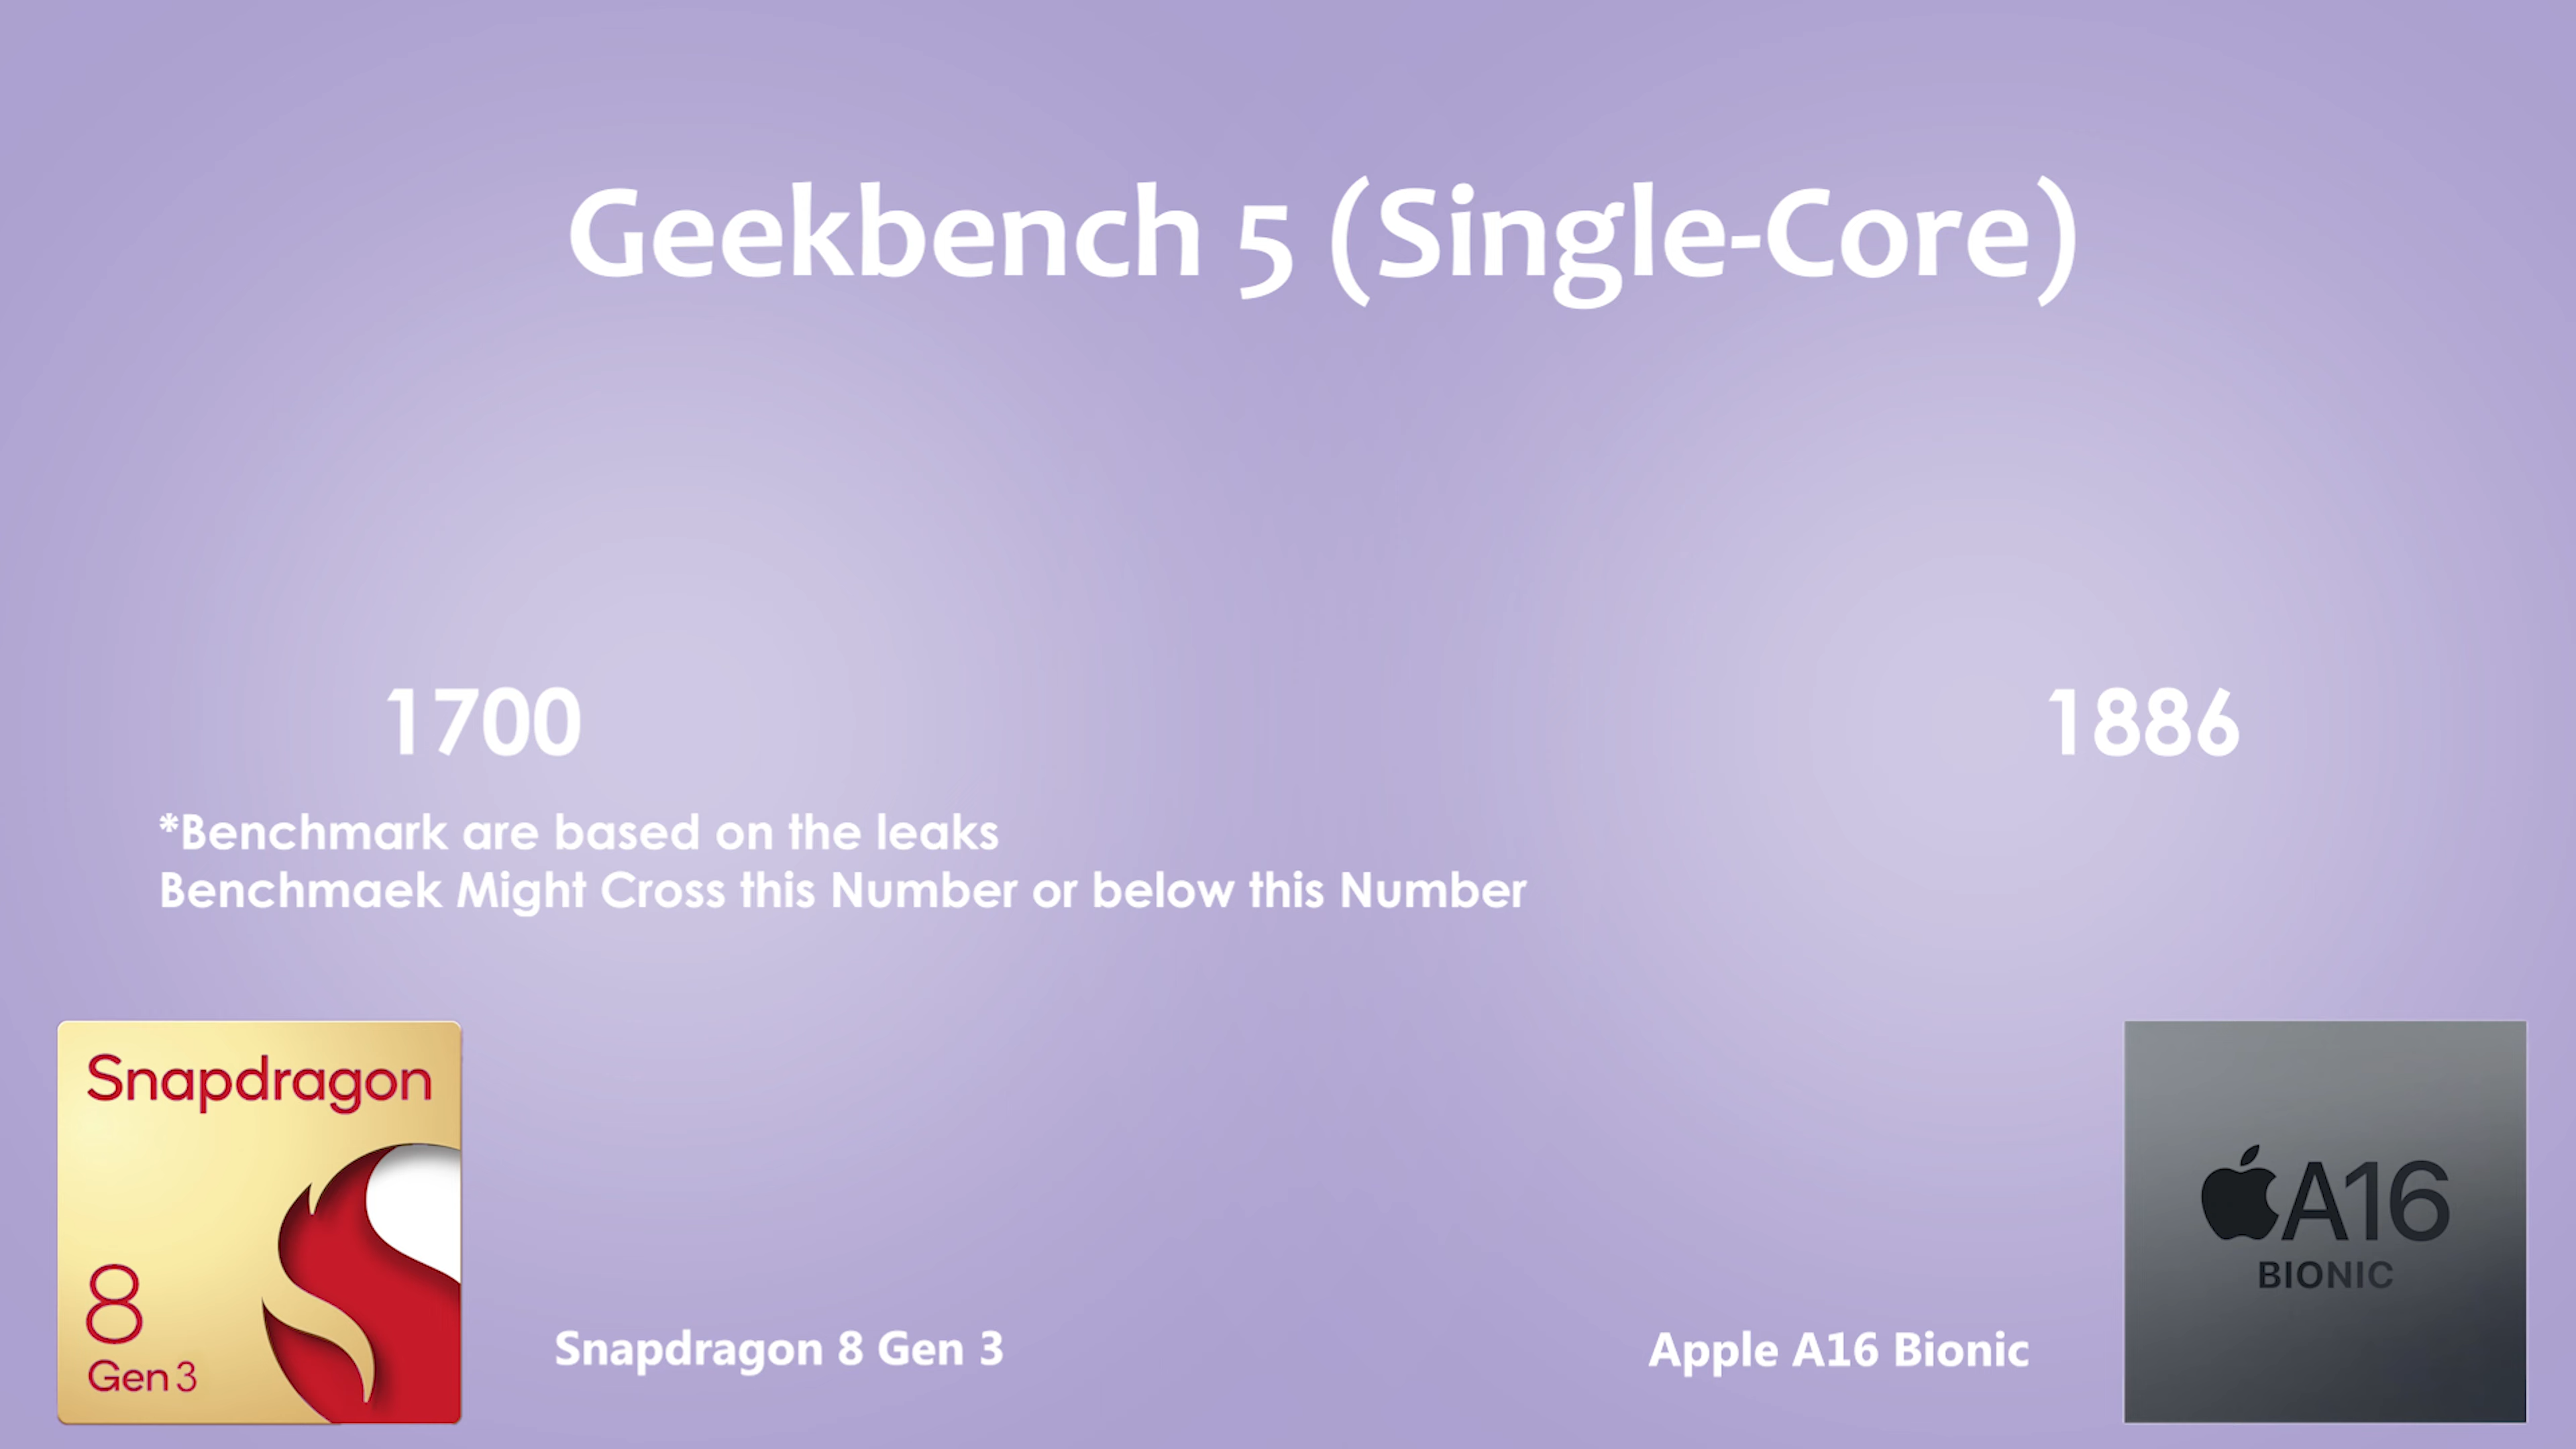 Geekbench 5 (Single-Core)
1700
1886
*Benchmark are based on the leaks
Benchmaek Might Cross this Number or below this Number
Snapdragon
8
Gen 3
Snapdragon 8 Gen 3
Apple A16 Bionic
A16
BIONIC